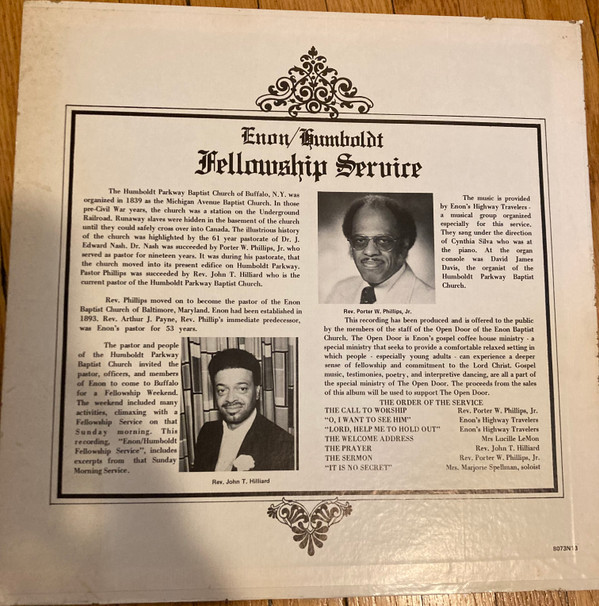 Enon/Humboldt
Fellowship Service
The Humboldt Parkway Baptist Church of Buffalo, N.Y. was
organized in 1839 as the Michigan Avenue Baptist Church. In those
pre-Civil War years, the church was a station on the Underground
Railroad. Runaway slaves were hidden in the basement of the church
until they could safely cross over into Canada. The illustrious history
of the church was highlighted by the 61 year pastorate of Dr. J.
Edward Nash. Dr. Nash was succeeded by Porter W. Phillips, Jr. who
served as pastor for nineteen years. It was during his pastorate, that
the church moved into its present edifice on Humboldt Parkway.
Pastor Phillips was succeeded by Rev. John T. Hilliard who is the
current pastor of the Humboldt Parkway Baptist Church.
Rev. Phillips moved on to become the pastor of the Enon
Baptist Church of Baltimore, Maryland. Enon had been established in
1893. Rev. Arthur J. Payne, Rev. Phillip's immediate predecessor,
was Enon's pastor for 53 years.
The pastor and people
of the Humboldt Parkway
Baptist Church invited the
pastor, officers, and members
of Enon to come to Buffalo
for a Fellowship Weekend.
The weekend included many
activities, climaxing with a
Fellowship Service on that
Sunday morning. This
recording, "Enon/Humboldt
Fellowship Service", includes
excerpts from that Sunday
Morning Service.
Rev. John T. Hilliard
Rev. Porter W. Phillips, Jr.
The music is provided
by Enon's Highway Travelers -
a musical group organized
especially for this service.
They sang under the direction
of Cynthia Silva who was at
the piano. At the organ
console was David James
Davis, the organist of the
Humboldt Parkway Baptist
Church.
This recording has been produced and is offered to the public
by the members of the staff of the Open Door of the Enon Baptist
Church. The Open Door is Enon's gospel coffee house ministry - a
special ministry that seeks to provide a comfortable relaxed setting in
which people - especially young adults - can experience a deeper
sense of fellowship and commitment to the Lord Christ. Gospel
music, testimonies, poetry, and interpretive dancing, are all a part of
the special ministry of The Open Door. The proceeds from the sales
of this album will be used to support The Open Door.
THE ORDER OF THE SERVICE
THE CALL TO WORSHIP Rev. Porter W. Phillips, Jr.
"O, I WANT TO SEE HIM" Enon's Highway Travelers
"LORD, HELP ME TO HOLD OUT" Enon's Highway Travelers
THE WELCOME ADDRESS Mrs Lucille LeMon
THE PRAYER Rev. John T. Hilliard
THE SERMON Rev. Porter W. Phillips, Jr.
"IT IS NO SECRET" Mrs. Marjorie Spellman, soloist